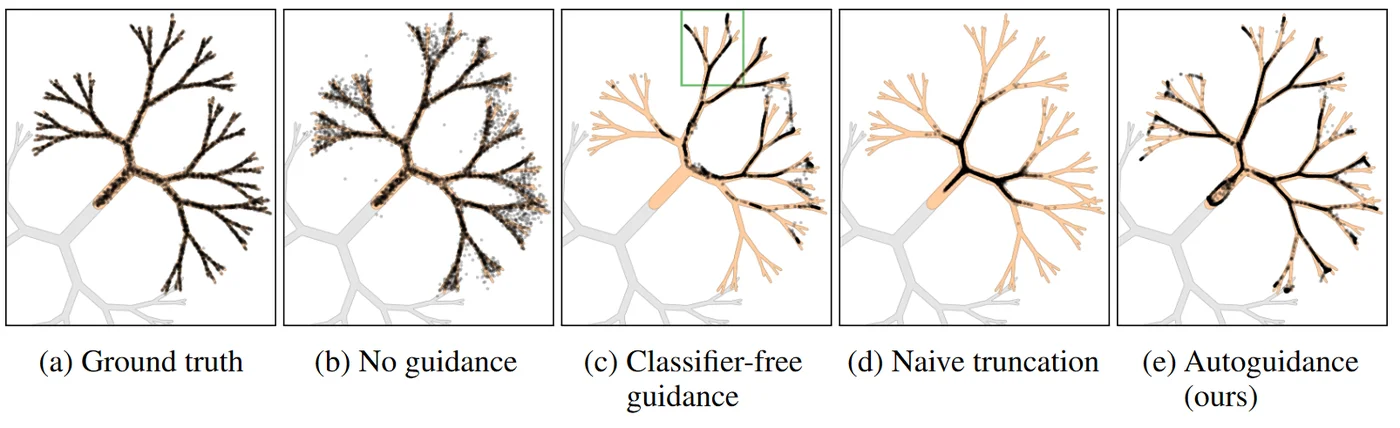 (a) Ground truth
(b) No guidance
(c) Classifier-free
guidance
(d) Naive truncation
(e) Autoguidance
(ours)